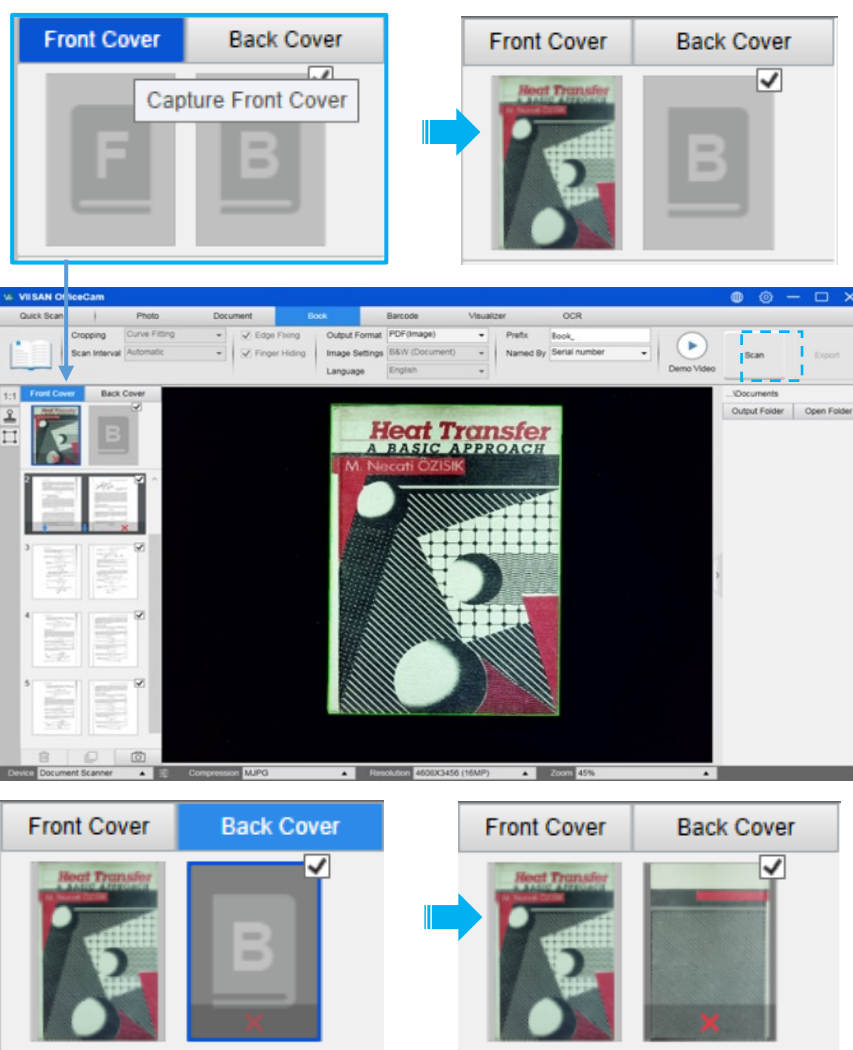 Front Cover Back Cover
Capture Front Cover
F B
Front Cover Back Cover
Heat Transfer
A BASIC APPROACH
B
VIISAN OfficeCam
Quick Scan Photo Document Book Barcode Visualizer OCR
Cropping Curve Fitting Edge Fixing Output Format PDF(Image) Prefix Book_
Scan Interval Automatic Finger Hiding Image Settings B&W (Document) Named By Serial number
Language English
Demo Video
Scan
Export
1:1 Front Cover Back Cover
B
2
3
4
5
Heat Transfer
A BASIC APPROACH
M. Necati ÖZISIK
...\Documents
Output Folder Open Folder
Device Document Scanner Compression MJPG Resolution 4608X3456 (16MP) Zoom 45%
Front Cover Back Cover
Heat Transfer
A BASIC APPROACH
B
Front Cover Back Cover
Heat Transfer
A BASIC APPROACH